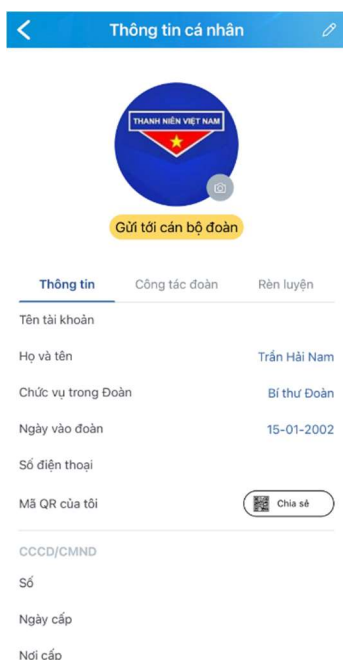 Thông tin cá nhân
THANH NIÊN VIỆT NAM
Gửi tới cán bộ đoàn
Thông tin Công tác đoàn Rèn luyện
Tên tài khoản
Họ và tên Trần Hải Nam
Chức vụ trong Đoàn Bí thư Đoàn
Ngày vào đoàn 15-01-2002
Số điện thoại
Mã QR của tôi Chia sẻ
CCCD/CMND
Số
Ngày cấp
Nơi cấp